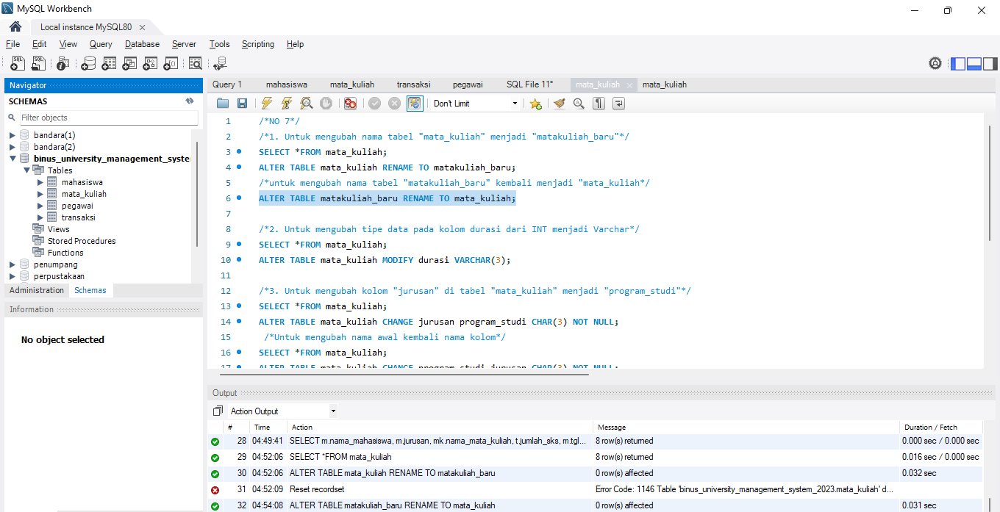 MySQL Workbench
Local instance MySQL80
File Edit View Query Database Server Tools Scripting Help
Navigator
SCHEMAS
Filter objects
bandara(1)
bandara(2)
binus_university_management_syste
Tables
mahasiswa
mata_kuliah
pegawai
transaksi
Views
Stored Procedures
Functions
penumpang
perpustakaan
Administration Schemas
Information
No object selected
Query 1 mahasiswa mata_kuliah transaksi pegawai SQL File 11* mata_kuliah mata_kuliah
Don't Limit
1 /*NO 7*/
2 /*1. Untuk mengubah nama tabel "mata_kuliah" menjadi "matakuliah_baru"*/
3 SELECT *FROM mata_kuliah;
4 ALTER TABLE mata_kuliah RENAME TO matakuliah_baru;
5 /*untuk mengubah nama tabel "matakuliah_baru" kembali menjadi "mata_kuliah*/
6 ALTER TABLE matakuliah_baru RENAME TO mata_kuliah;
7
8 /*2. Untuk mengubah tipe data pada kolom durasi dari INT menjadi Varchar*/
9 SELECT *FROM mata_kuliah;
10 ALTER TABLE mata_kuliah MODIFY durasi VARCHAR(3);
11
12 /*3. Untuk mengubah kolom "jurusan" di tabel "mata_kuliah" menjadi "program_studi"*/
13 SELECT *FROM mata_kuliah;
14 ALTER TABLE mata_kuliah CHANGE jurusan program_studi CHAR(3) NOT NULL;
15 /*Untuk mengubah nama awal kembali nama kolom*/
16 SELECT *FROM mata_kuliah;
17 ALTER TABLE mata_kuliah CHANGE program_studi jurusan CHAR(3) NOT NULL;
Output
Action Output
# Time Action Message Duration / Fetch
28 04:49:41 SELECT m.nama_mahasiswa, m.jurusan, mk.nama_mata_kuliah, t.jumlah_sks, m.tgl... 8 row(s) returned 0.000 sec / 0.000 sec
29 04:52:06 SELECT *FROM mata_kuliah 8 row(s) returned 0.016 sec / 0.000 sec
30 04:52:06 ALTER TABLE mata_kuliah RENAME TO matakuliah_baru 0 row(s) affected 0.032 sec
31 04:52:09 Reset recordset Error Code: 1146 Table 'binus_university_management_system_2023.mata_kuliah' d...
32 04:54:08 ALTER TABLE matakuliah_baru RENAME TO mata_kuliah 0 row(s) affected 0.031 sec